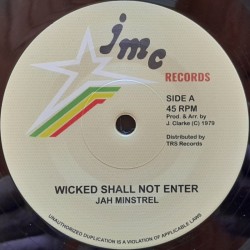 jmc
RECORDS
SIDE A
45 RPM
Prod. & Arr. by
J. Clarke (C) 1979
Distributed by
TRS Records
WICKED SHALL NOT ENTER
JAH MINSTREL
UNAUTHORIZED DUPLICATION IS A VIOLATION OF APPLICABLE LAWS